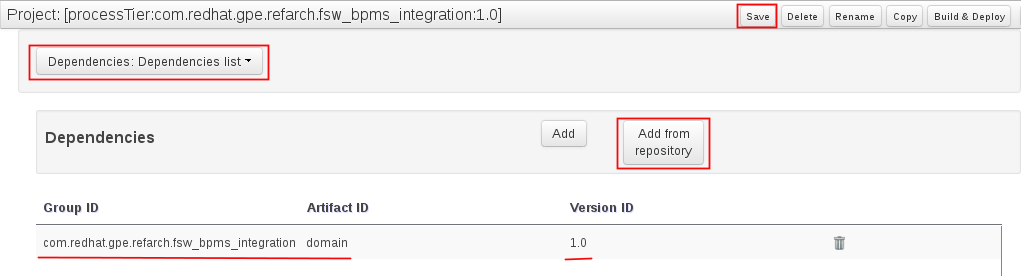 Project: [processTier:com.redhat.gpe.refarch.fsw_bpms_integration:1.0] Save Delete Rename Copy Build & Deploy
Dependencies: Dependencies list
Dependencies Add Add from
repository
Group ID Artifact ID Version ID
com.redhat.gpe.refarch.fsw_bpms_integration domain 1.0